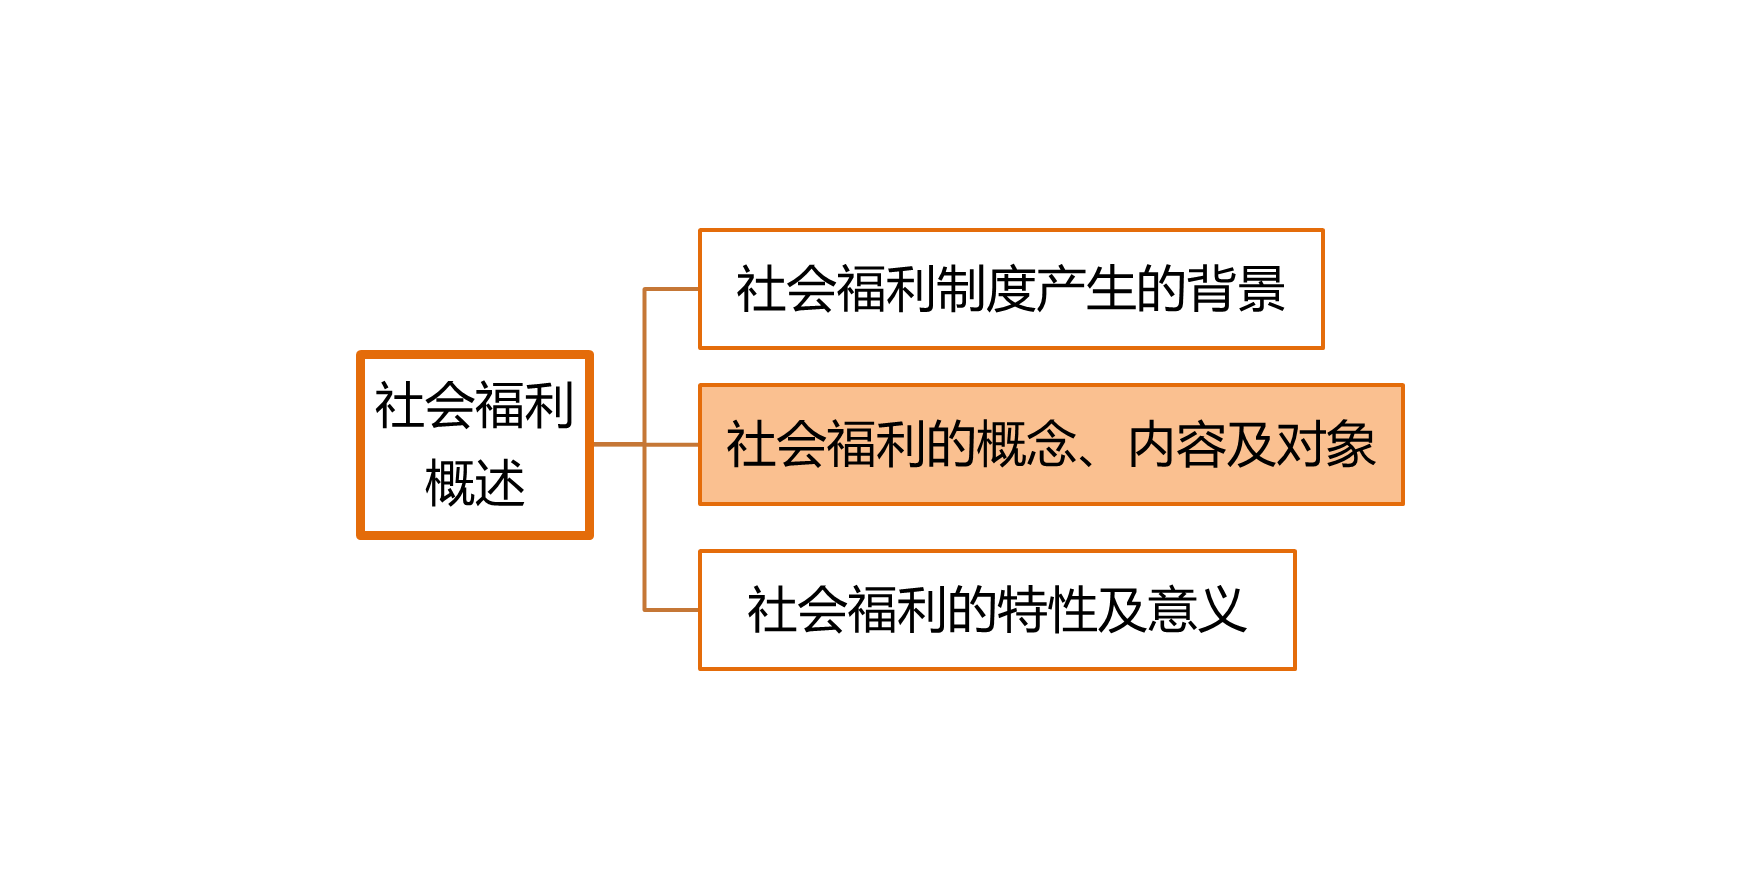 社会福利
概述
社会福利制度产生的背景
社会福利的概念、内容及对象
社会福利的特性及意义